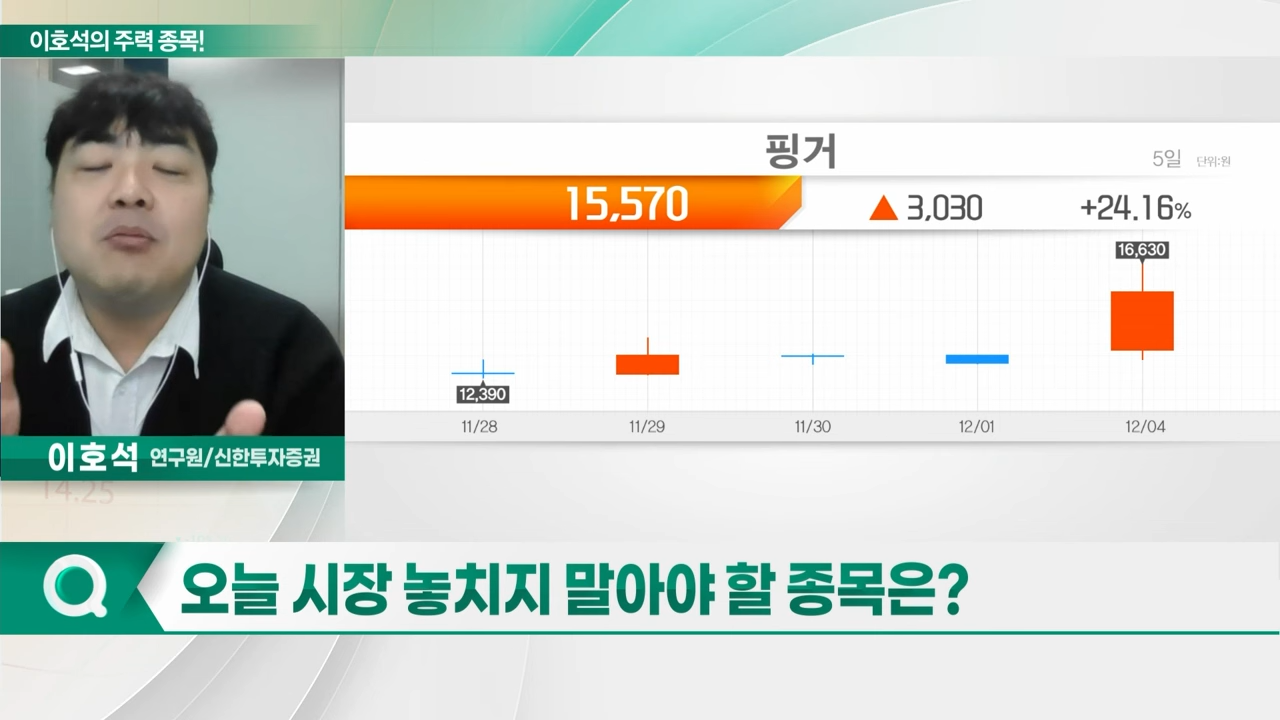 이호석의 주력 종목!
핑거
5일 단위:원
15,570 ▲ 3,030 +24.16%
16,630
12,390
11/28 11/29 11/30 12/01 12/04
이호석 연구원/신한투자증권
14.25
Q 오늘 시장 놓치지 말아야 할 종목은?